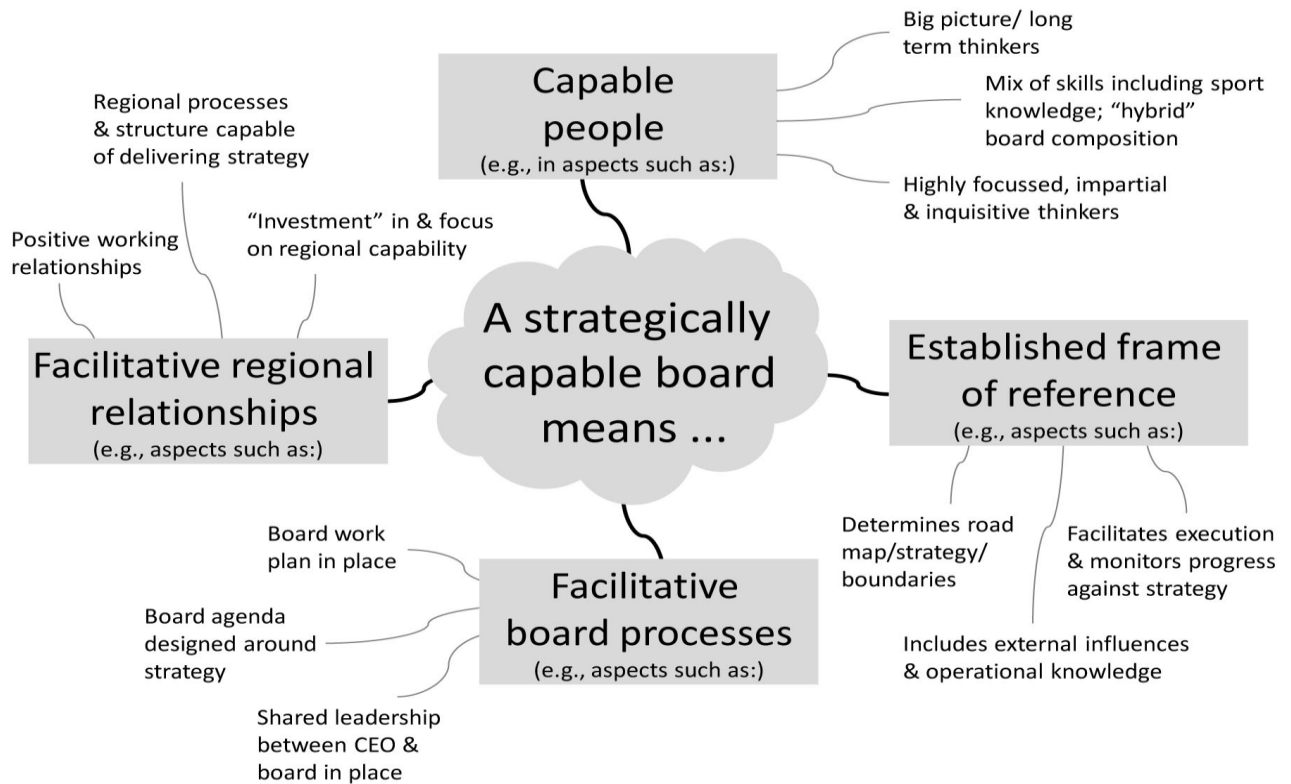 Big picture/ long
term thinkers
Capable
people
(e.g., in aspects such as:)
Mix of skills including sport
knowledge; “hybrid”
board composition
Highly focussed, impartial
& inquisitive thinkers
Regional processes
& structure capable
of delivering strategy
“Investment” in & focus
on regional capability
Positive working
relationships
Facilitative regional
relationships
(e.g., aspects such as:)
A strategically
capable board
means ...
Established frame
of reference
(e.g., aspects such as:)
Determines road
map/strategy/
boundaries
Facilitates execution
& monitors progress
against strategy
Includes external influences
& operational knowledge
Board work
plan in place
Facilitative
board processes
(e.g., aspects such as:)
Board agenda
designed around
strategy
Shared leadership
between CEO &
board in place